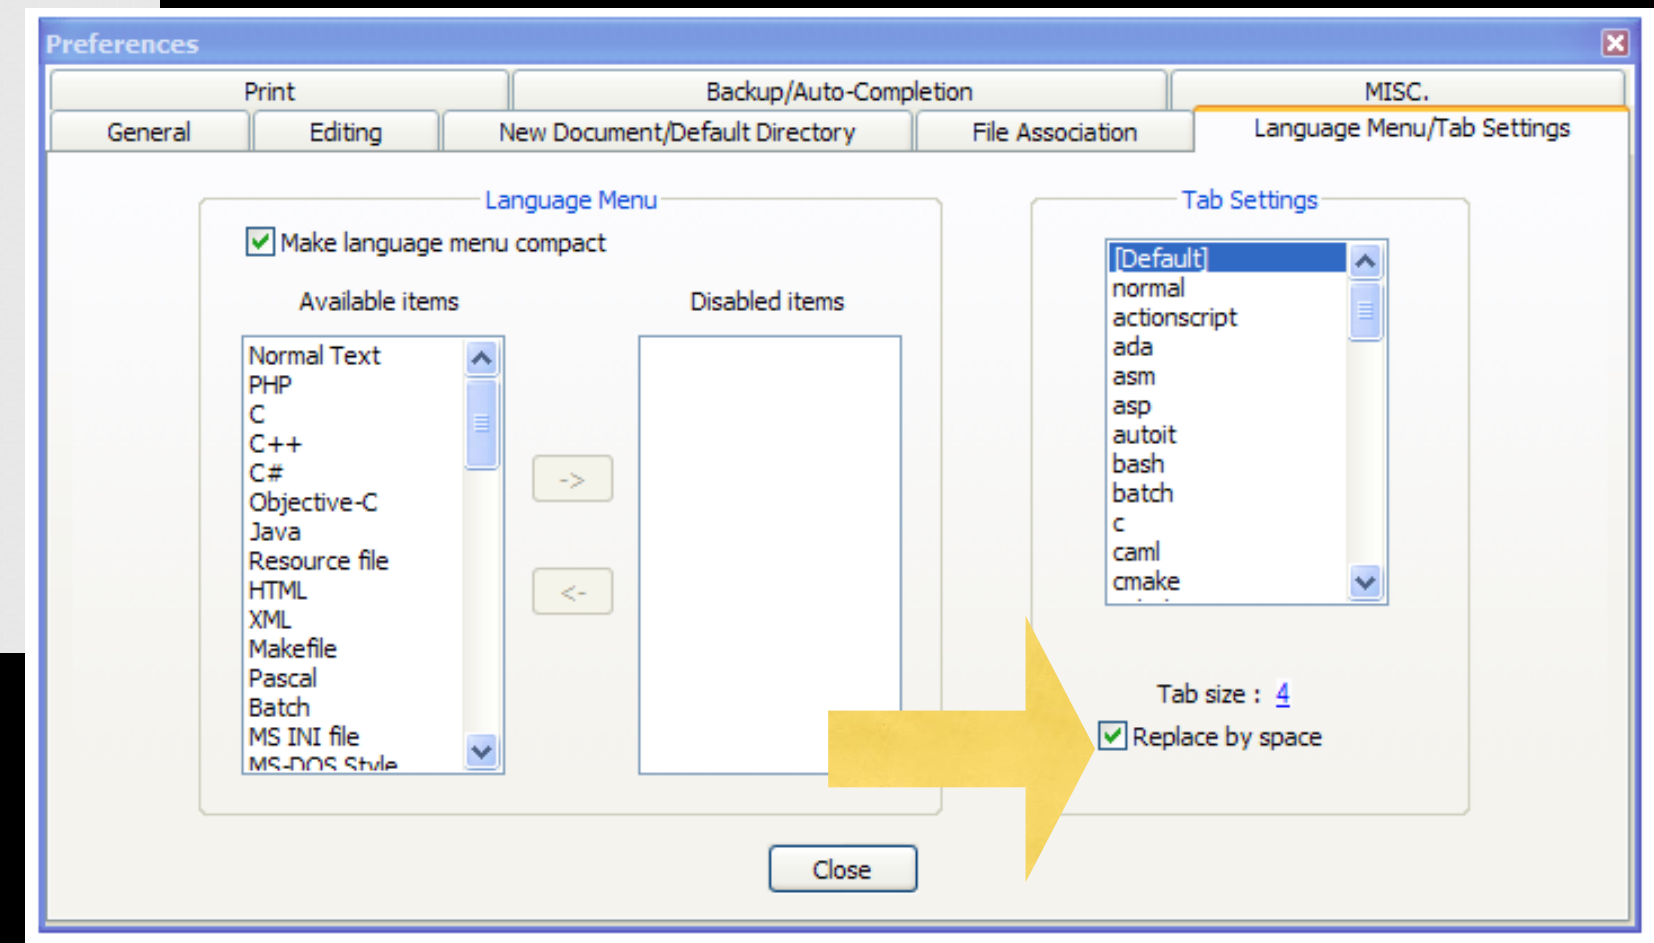 Preferences
Print
Backup/Auto-Completion
MISC.
General
Editing
New Document/Default Directory
File Association
Language Menu/Tab Settings
Language Menu
Make language menu compact
Available items
Disabled items
Normal Text
PHP
C
C++
C#
Objective-C
Java
Resource file
HTML
XML
Makefile
Pascal
Batch
MS INI file
MS-DOS Style
->
<-
Tab Settings
[Default]
normal
actionscript
ada
asm
asp
autoit
bash
batch
c
caml
cmake
Tab size : 4
Replace by space
Close